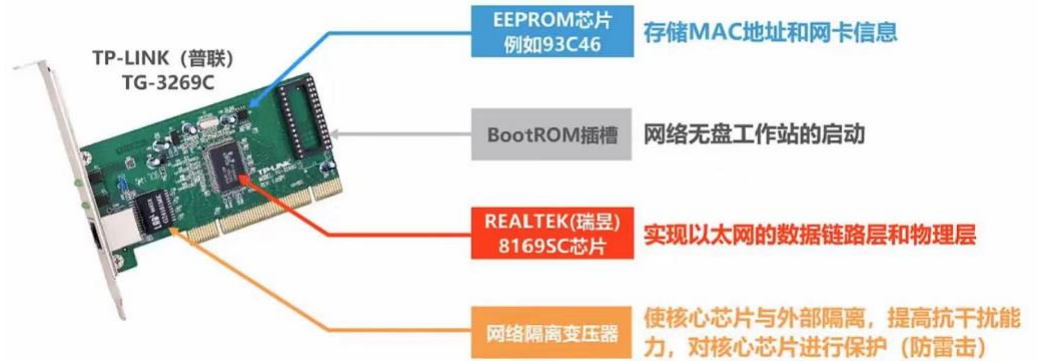 TP-LINK（普联）
TG-3269C
EEPROM芯片
例如93C46
存储MAC地址和网卡信息
BootROM插槽
网络无盘工作站的启动
TP-LINK
REALTEK(瑞昱)
8169SC芯片
实现以太网的数据链路层和物理层
网络隔离变压器
使核心芯片与外部隔离，提高抗干扰能
力，对核心芯片进行保护（防雷击）